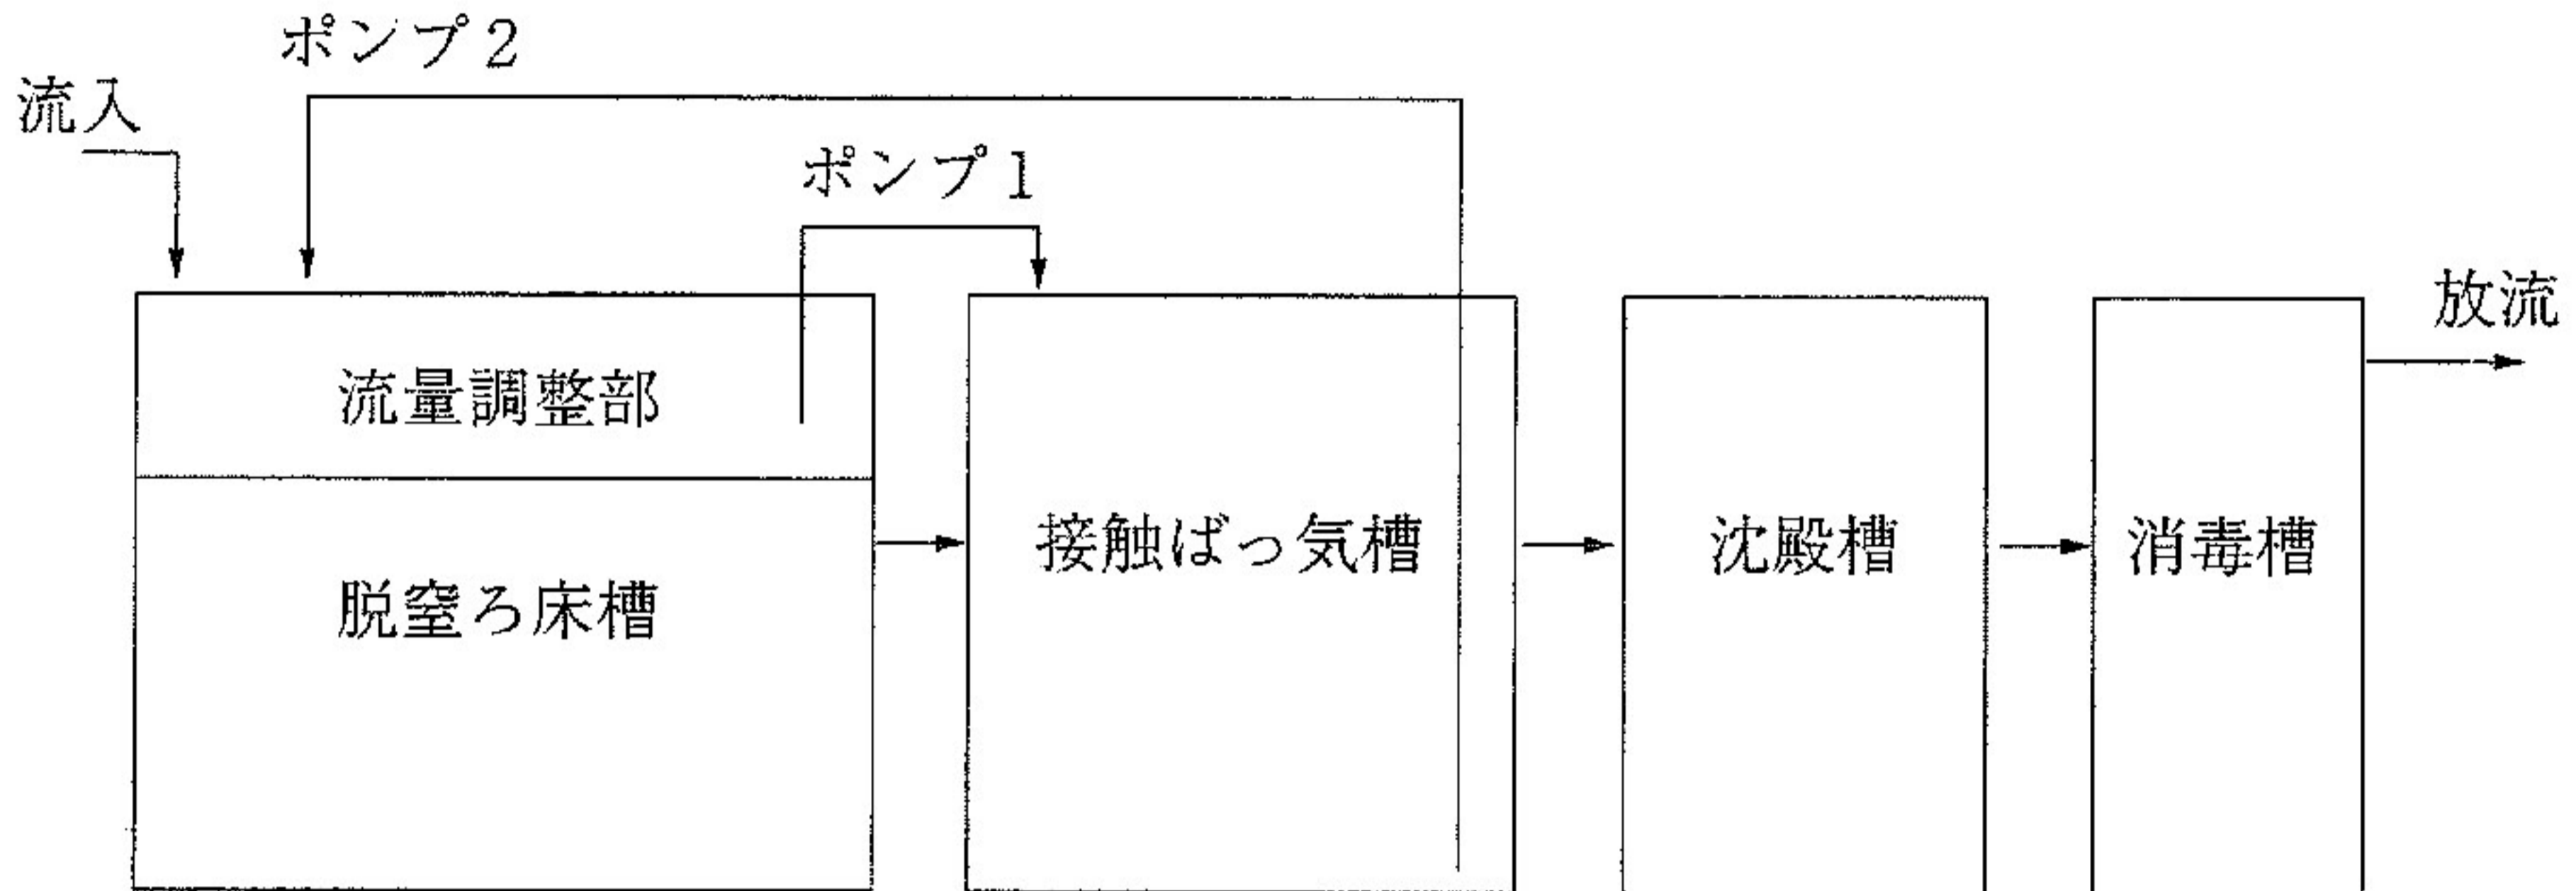 ポンプ2
流入
ポンプ1
放流
流量調整部
接触ばっ気槽
沈殿槽
消毒槽
脱窒ろ床槽